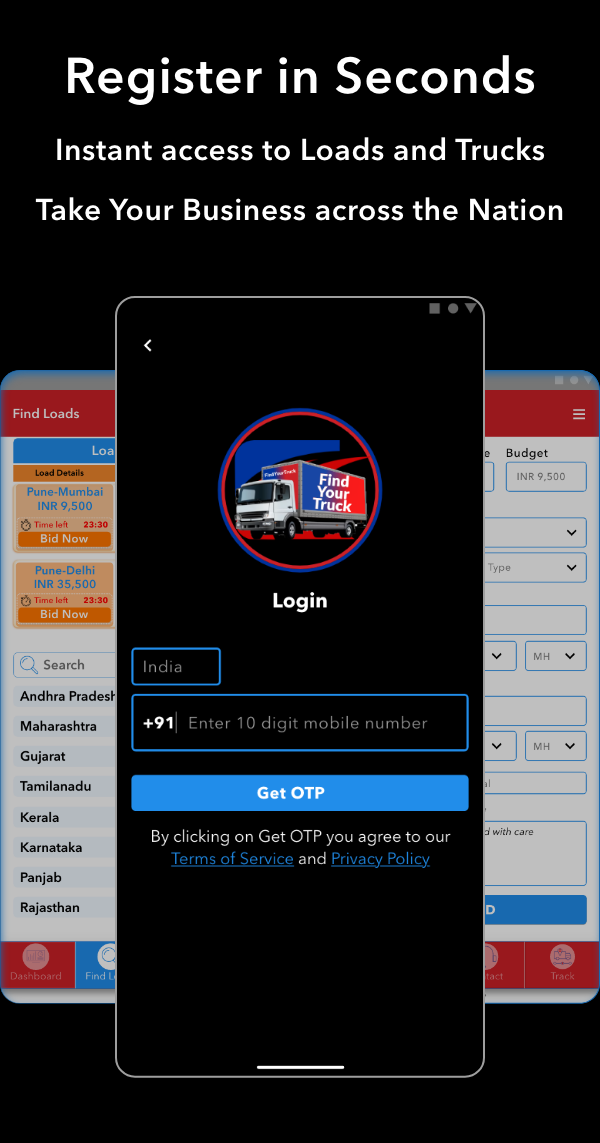 Register in Seconds
Instant access to Loads and Trucks
Take Your Business across the Nation
Find Loads
Loa
Load Details
Pune-Mumbai
INR 9,500
Time left 23:30
Bid Now
Pune-Delhi
INR 35,500
Time left 23:30
Bid Now
Search
Andhra Pradesh
Maharashtra
Gujarat
Tamilanadu
Kerala
Karnataka
Panjab
Rajasthan
Dashboard
Find L
FindYourTruck
Find
Your
Truck
Login
India
+91 Enter 10 digit mobile number
Get OTP
By clicking on Get OTP you agree to our
Terms of Service and Privacy Policy
e Budget
INR 9,500
Type
MH
MH
d with care
D
tact
Track